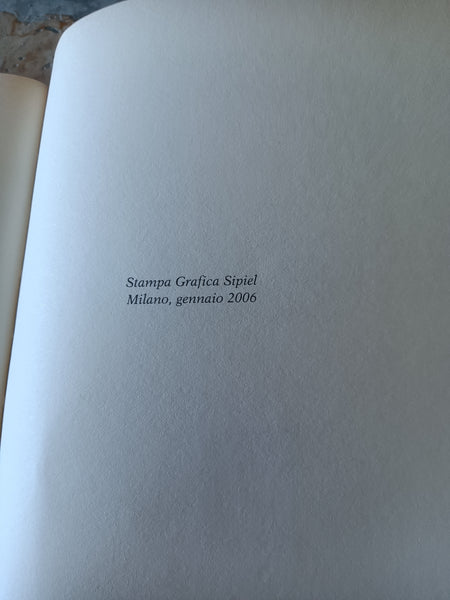 Stampa Grafica Sipiel
Milano, gennaio 2006